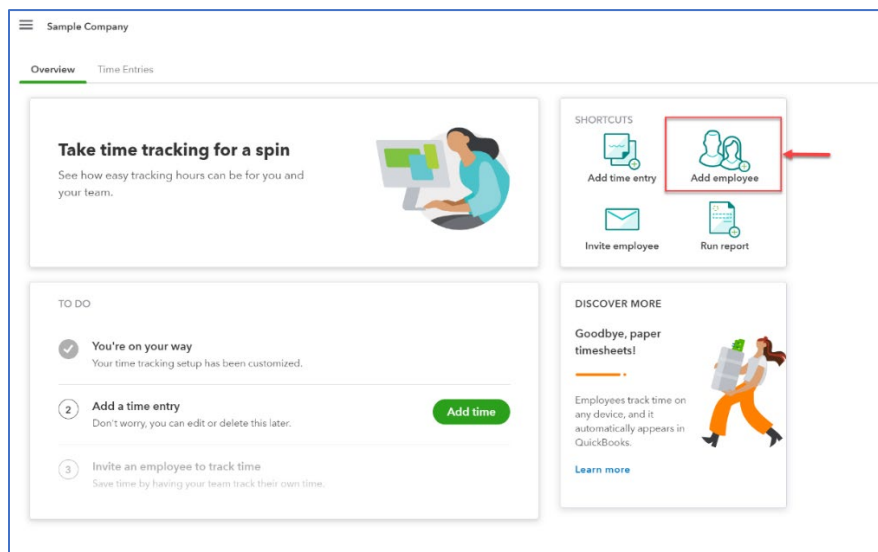 Sample Company
Overview Time Entries
Take time tracking for a spin
See how easy tracking hours can be for you and
your team.
SHORTCUTS
Add time entry Add employee
Invite employee Run report
TO DO
You're on your way
Your time tracking setup has been customized.
2 Add a time entry
Don't worry, you can edit or delete this later.
Add time
3 Invite an employee to track time
Save time by having your team track their own time.
DISCOVER MORE
Goodbye, paper
timesheets!
Employees track time on
any device, and it
automatically appears in
QuickBooks.
Learn more